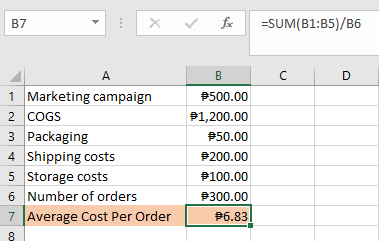 B7 fx =SUM(B1:B5)/B6
A B C D
1 Marketing campaign ₱500.00
2 COGS ₱1,200.00
3 Packaging ₱50.00
4 Shipping costs ₱200.00
5 Storage costs ₱100.00
6 Number of orders ₱300.00
7 Average Cost Per Order ₱6.83
8